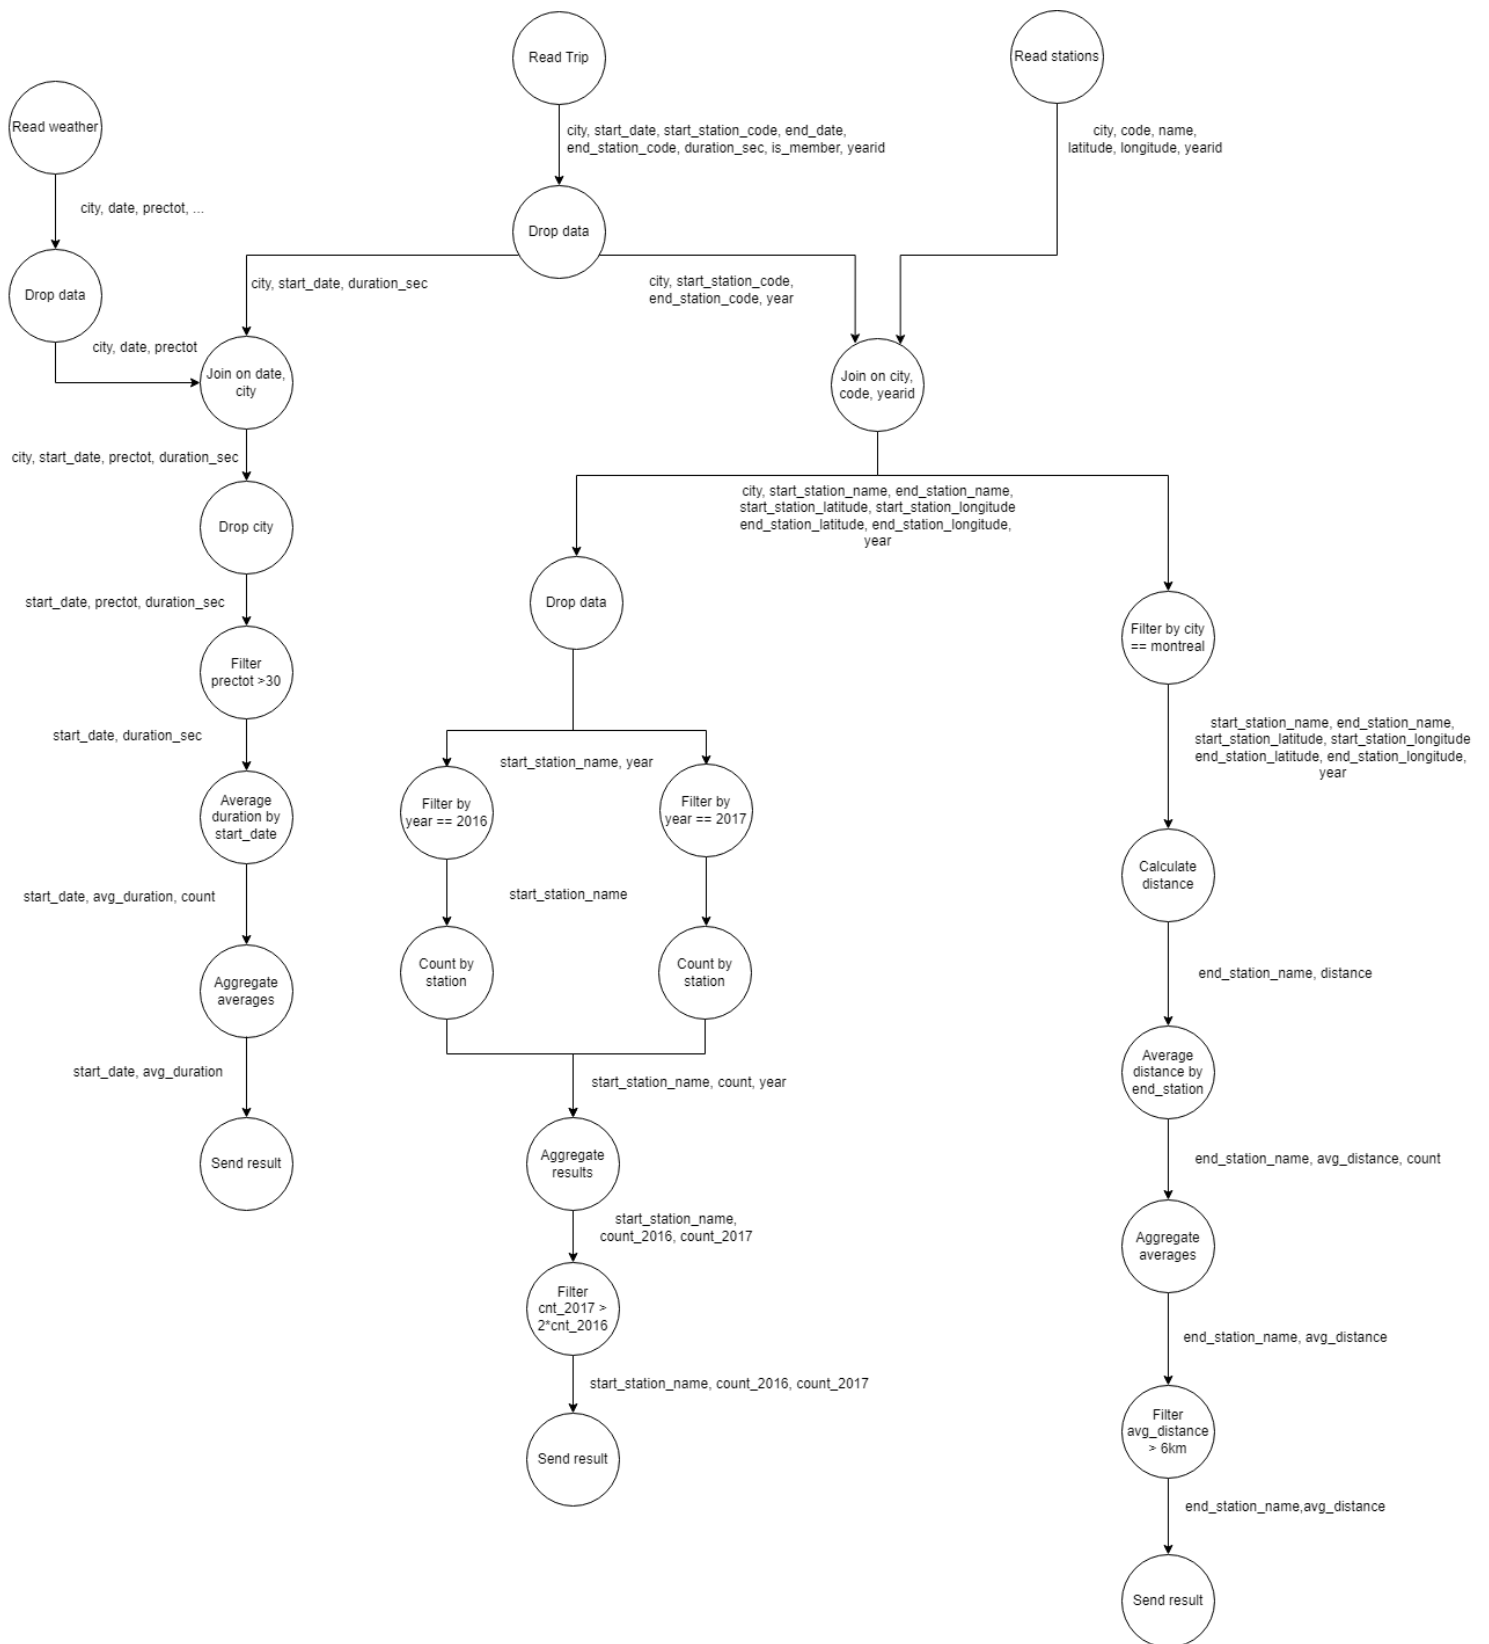 Read Trip
Read stations
Read weather
city, start_date, start_station_code, end_date,
end_station_code, duration_sec, is_member, yearid
city, code, name,
latitude, longitude, yearid
city, date, prectot, ...
Drop data
Drop data
city, start_date, duration_sec
city, start_station_code,
end_station_code, year
city, date, prectot
Join on date,
city
Join on city,
code, yearid
city, start_date, prectot, duration_sec
city, start_station_name, end_station_name,
start_station_latitude, start_station_longitude
end_station_latitude, end_station_longitude,
year
Drop city
start_date, prectot, duration_sec
Drop data
Filter by city
== montreal
Filter
prectot >30
start_date, duration_sec
start_station_name, year
start_station_name, end_station_name,
start_station_latitude, start_station_longitude
end_station_latitude, end_station_longitude,
year
Average
duration by
start_date
Filter by
year == 2016
Filter by
year == 2017
Calculate
distance
start_date, avg_duration, count
start_station_name
Aggregate
averages
Count by
station
Count by
station
end_station_name, distance
start_date, avg_duration
start_station_name, count, year
Average
distance by
end_station
Send result
Aggregate
results
end_station_name, avg_distance, count
start_station_name,
count_2016, count_2017
Aggregate
averages
Filter
cnt_2017 >
2*cnt_2016
end_station_name, avg_distance
start_station_name, count_2016, count_2017
Filter
avg_distance
> 6km
Send result
end_station_name,avg_distance
Send result